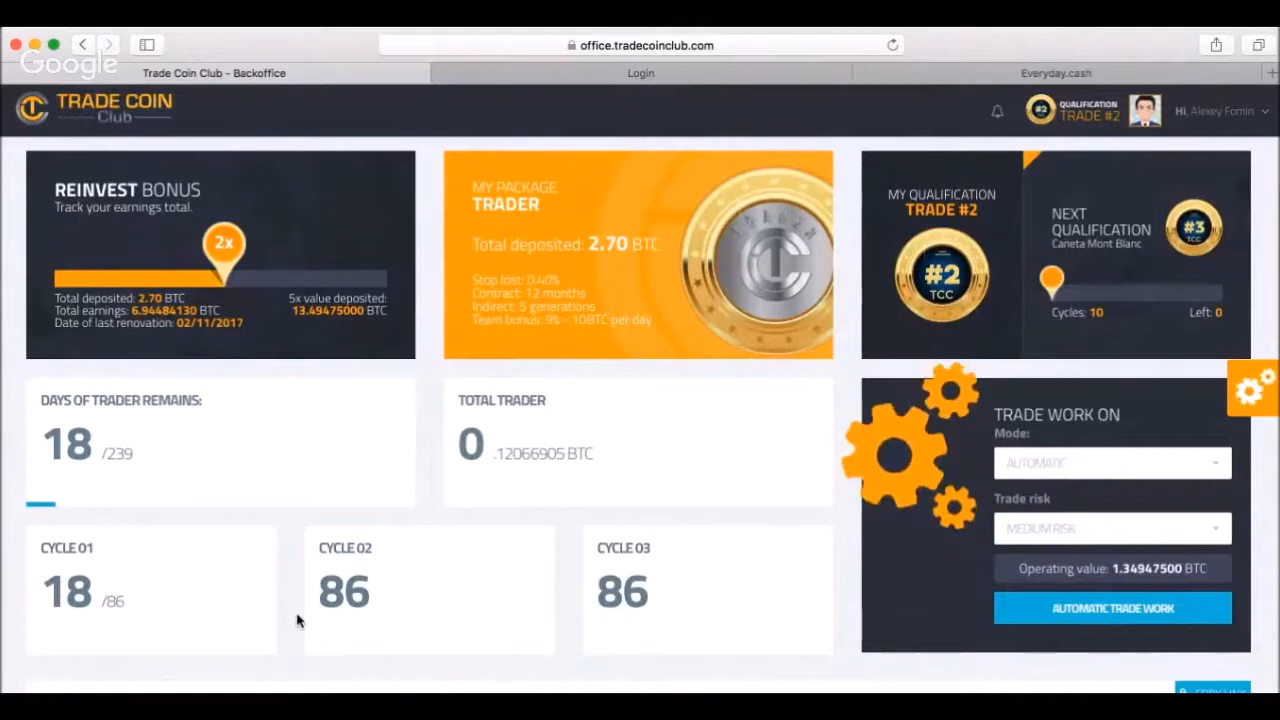 office.tradecoinclub.com
Google
Trade Coin Club - Backoffice
Login
Everyday.cash
TRADE COIN
Club
#2
QUALIFICATION
TRADE #2
Hi, Alexey Fomin
REINVEST BONUS
Track your earnings total.
2x
Total deposited: 2.70 BTC
Total earnings: 6.94484130 BTC
Date of last renovation: 02/11/2017
5x value deposited:
13.49475000 BTC
MY PACKAGE
TRADER
Total deposited: 2.70 BTC
Stop lost: 0.40%
Contract: 12 months
Indirect: 5 generations
Team bonus: 9% - 10BTC per day
TRADER
MY QUALIFICATION
TRADE #2
#2
TCC
NEXT
QUALIFICATION
Caneta Mont Blanc
#3
TCC
Cycles: 10
Left: 0
DAYS OF TRADER REMAINS:
18 /239
TOTAL TRADER
0 .12066905 BTC
TRADE WORK ON
Mode:
AUTOMATIC
Trade risk
MEDIUM RISK
Operating value: 1.34947500 BTC
AUTOMATIC TRADE WORK
CYCLE 01
18 /86
CYCLE 02
86
CYCLE 03
86